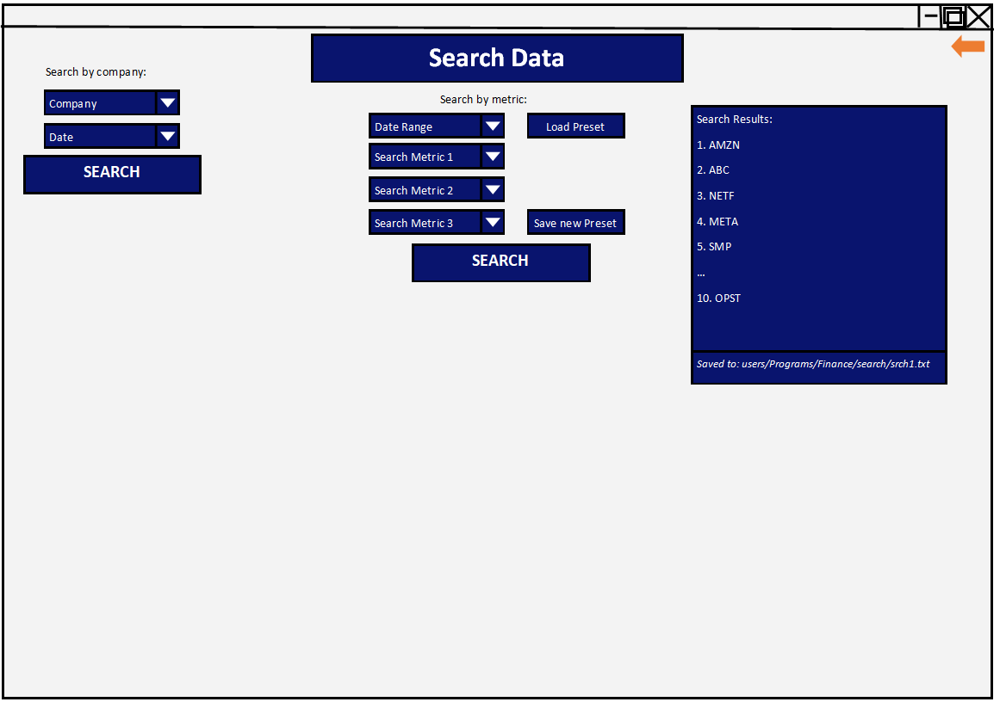 Search Data
Search by company:
Company
Date
SEARCH
Search by metric:
Date Range
Load Preset
Search Metric 1
Search Metric 2
Search Metric 3
Save new Preset
SEARCH
Search Results:
1. AMZN
2. ABC
3. NETF
4. META
5. SMP
...
10. OPST
Saved to: users/Programs/Finance/search/srch1.txt